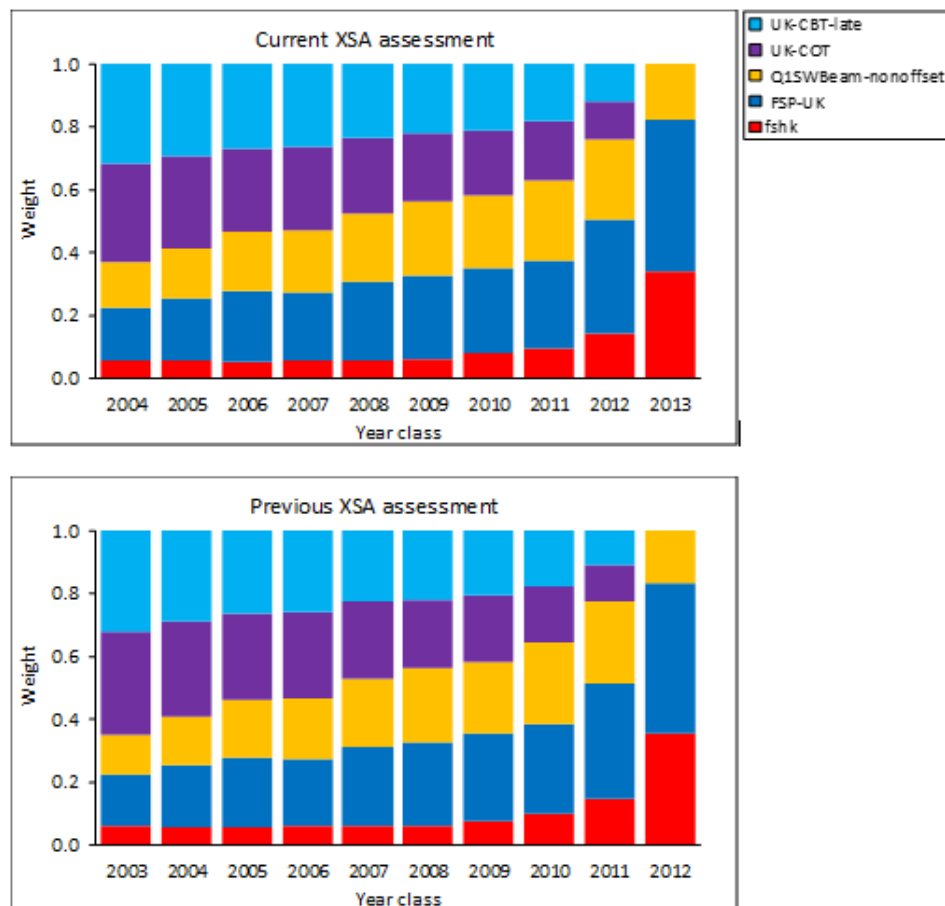 Current XSA assessment
UK-CBT-late
UK-COT
Q1SWBeam-nonoffset
FSP-UK
fshk
1.0
0.8
0.6
0.4
0.2
0.0
Weight
2004 2005 2006 2007 2008 2009 2010 2011 2012 2013
Year class
Previous XSA assessment
1.0
0.8
0.6
0.4
0.2
0.0
Weight
2003 2004 2005 2006 2007 2008 2009 2010 2011 2012
Year class